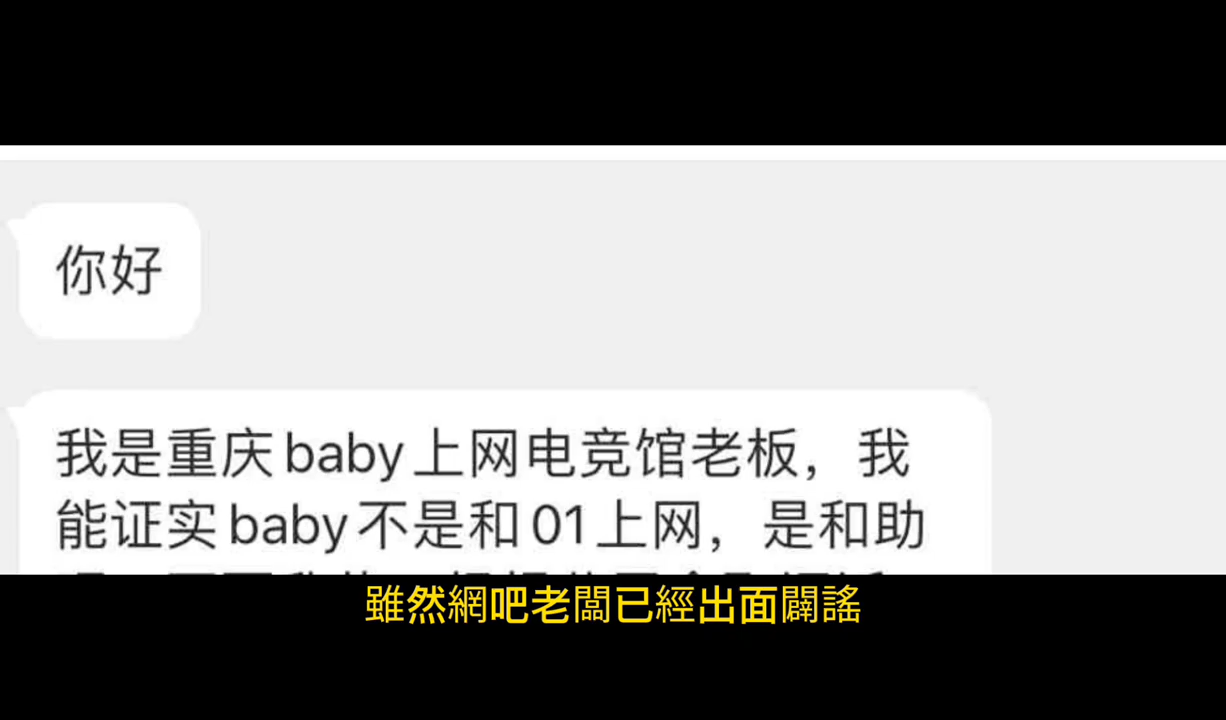 你好
我是重庆baby上网电竞馆老板，我
能证实baby不是和01上网，是和助
雖然網吧老闆已經出面闢謠